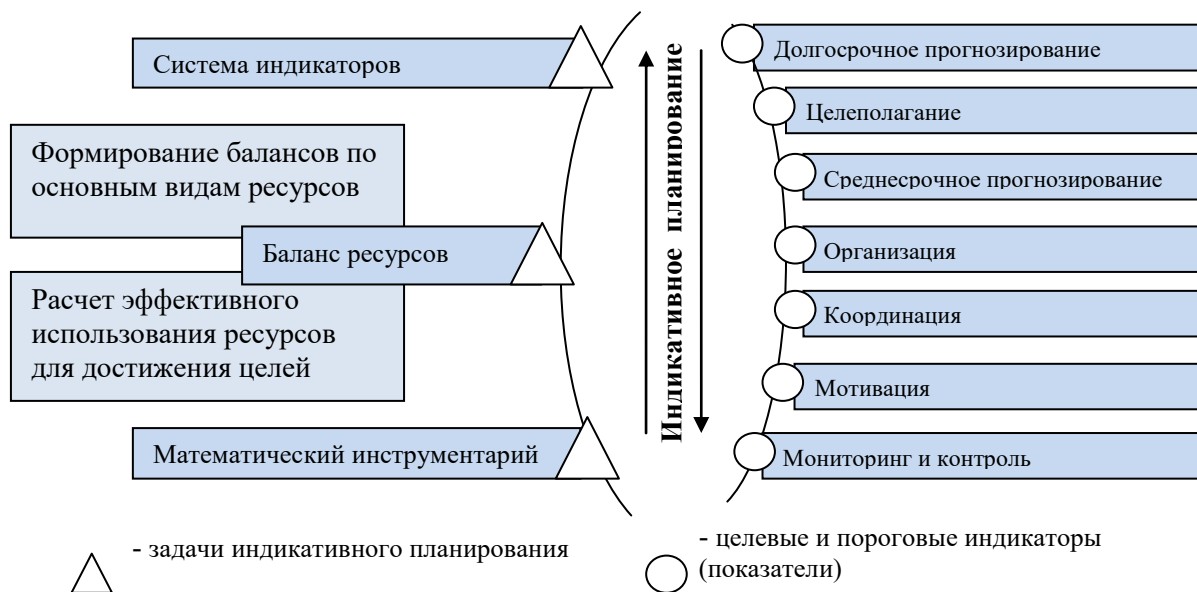 Система индикаторов
Формирование балансов по
основным видам ресурсов
Баланс ресурсов
Расчет эффективного
использования ресурсов
для достижения целей
Математический инструментарий
Индикативное планирование
Долгосрочное прогнозирование
Целеполагание
Среднесрочное прогнозирование
Организация
Координация
Мотивация
Мониторинг и контроль
- задачи индикативного планирования
- целевые и пороговые индикаторы
(показатели)